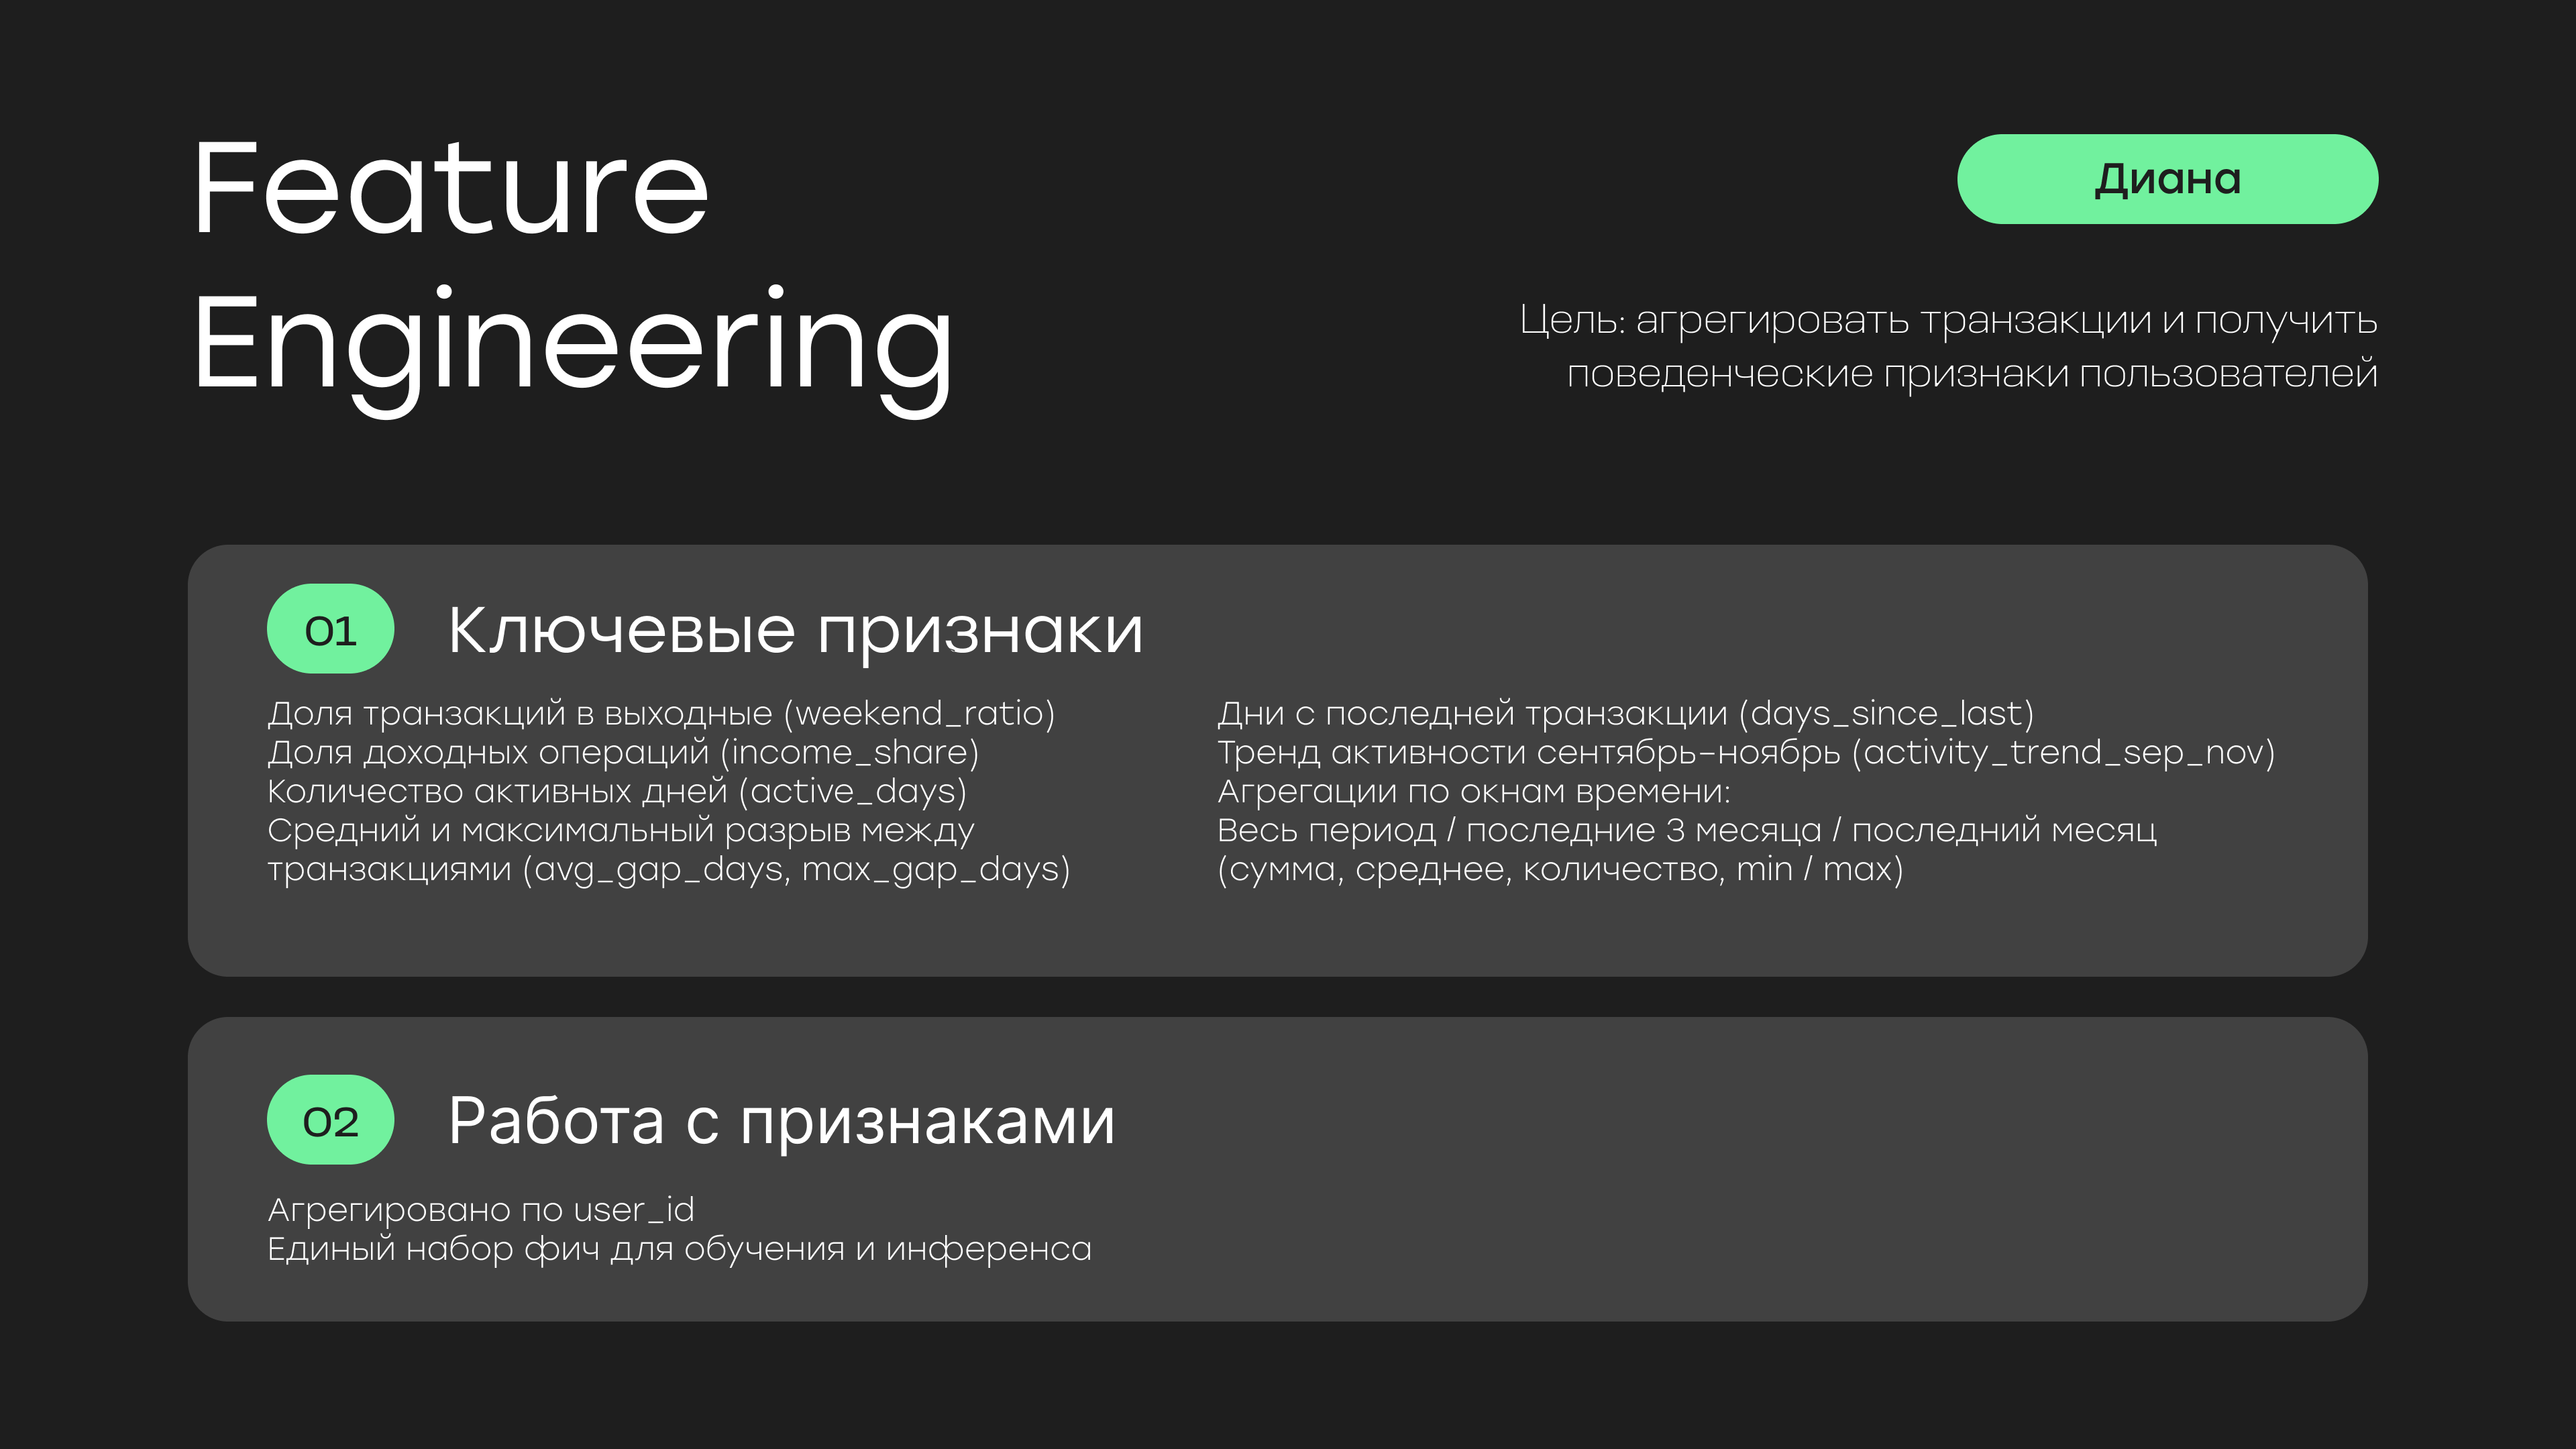 Feature
Engineering
Диана
Цель: агрегировать транзакции и получить
поведенческие признаки пользователей
01
Ключевые признаки
Доля транзакций в выходные (weekend_ratio)
Доля доходных операций (income_share)
Количество активных дней (active_days)
Средний и максимальный разрыв между
транзакциями (avg_gap_days, max_gap_days)
Дни с последней транзакции (days_since_last)
Тренд активности сентябрь–ноябрь (activity_trend_sep_nov)
Агрегации по окнам времени:
Весь период / последние 3 месяца / последний месяц
(сумма, среднее, количество, min / max)
02
Работа с признаками
Агрегировано по user_id
Единый набор фич для обучения и инференса